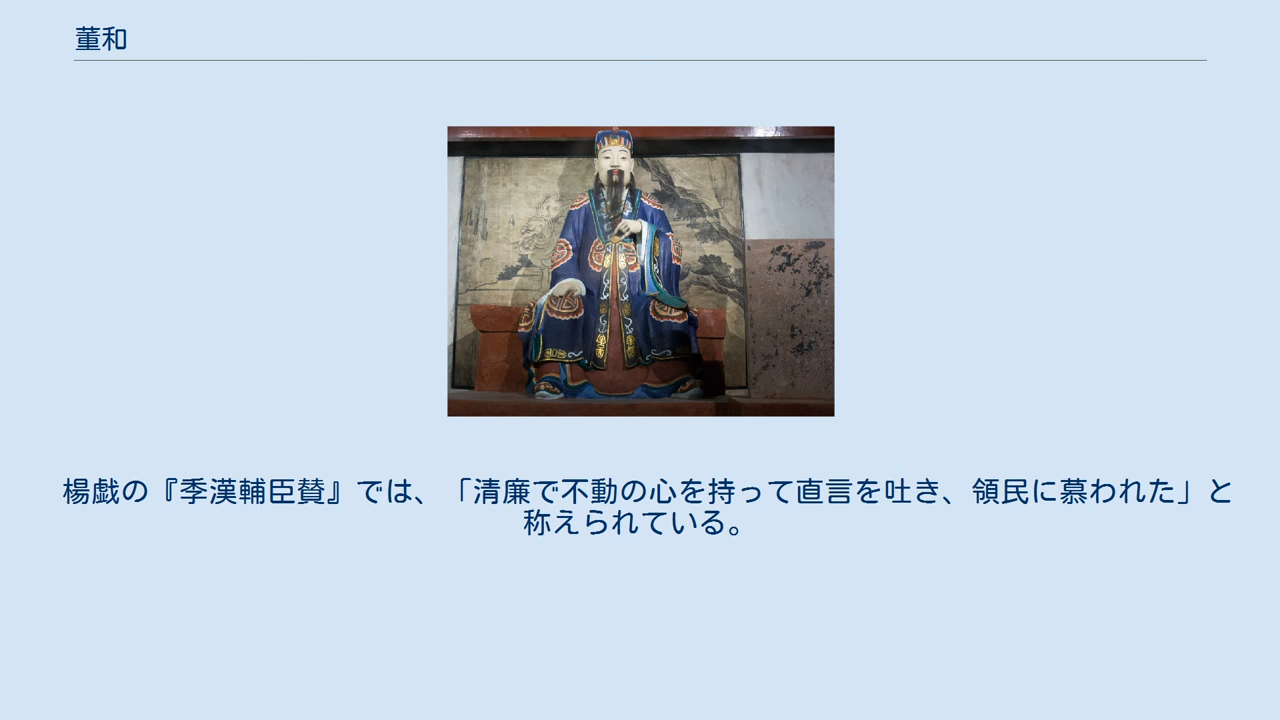 董和
楊戯の『季漢輔臣賛』では、「清廉で不動の心を持って直言を吐き、領民に慕われた」と
称えられている。